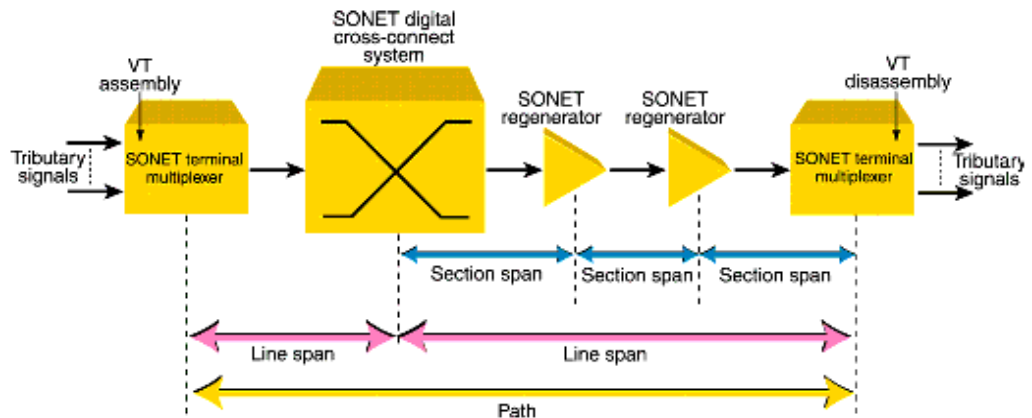 SONET digital
cross-connect
system
VT
assembly
VT
disassembly
SONET
regenerator
SONET
regenerator
Tributary
signals
SONET terminal
multiplexer
SONET terminal
multiplexer
Tributary
signals
Section span
Section span
Section span
Line span
Line span
Path